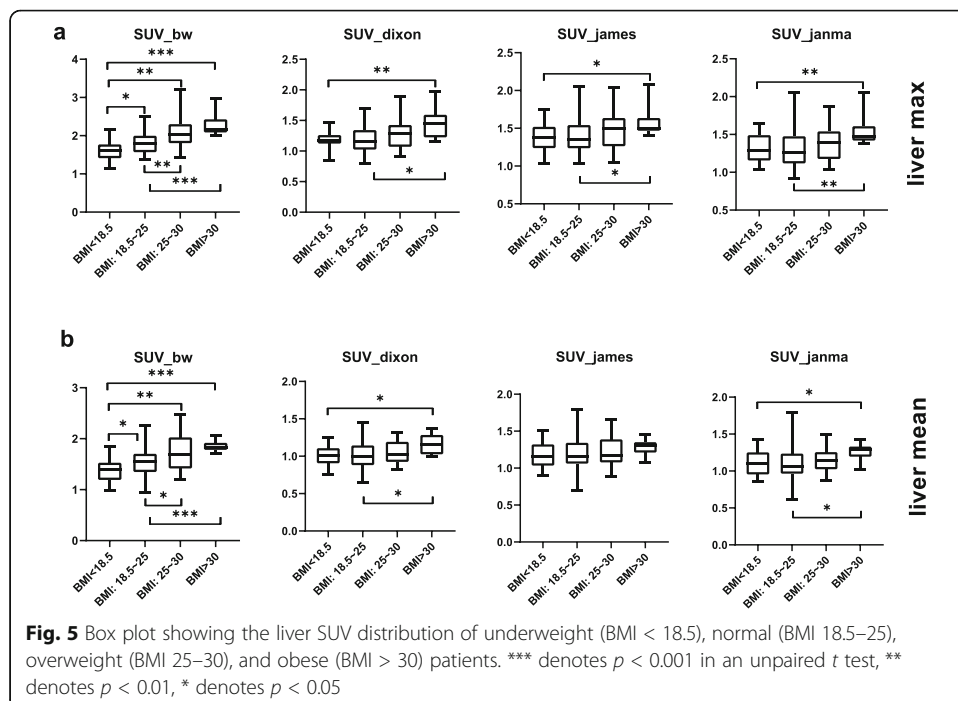 a
SUV_bw
SUV_dixon
SUV_james
SUV_janma
4
3
2
1
0
***
**
*
**
***
BMI<18.5
BMI: 18.5~25
BMI: 25~30
BMI>30
2.5
2.0
1.5
1.0
0.5
0.0
**
*
BMI<18.5
BMI: 18.5~25
BMI: 25~30
BMI>30
2.5
2.0
1.5
1.0
0.5
*
*
BMI<18.5
BMI: 18.5~25
BMI: 25~30
BMI>30
2.5
2.0
1.5
1.0
0.5
**
**
BMI<18.5
BMI: 18.5~25
BMI: 25~30
BMI>30
liver max
b
SUV_bw
SUV_dixon
SUV_james
SUV_janma
3
2
1
0
***
**
*
*
***
BMI<18.5
BMI: 18.5~25
BMI: 25~30
BMI>30
2.0
1.5
1.0
0.5
0.0
*
*
BMI<18.5
BMI: 18.5~25
BMI: 25~30
BMI>30
2.0
1.5
1.0
0.5
0.0
BMI<18.5
BMI: 18.5~25
BMI: 25~30
BMI>30
2.0
1.5
1.0
0.5
0.0
*
*
BMI<18.5
BMI: 18.5~25
BMI: 25~30
BMI>30
liver mean
Fig. 5 Box plot showing the liver SUV distribution of underweight (BMI < 18.5), normal (BMI 18.5–25),
overweight (BMI 25–30), and obese (BMI > 30) patients. *** denotes p < 0.001 in an unpaired t test, **
denotes p < 0.01, * denotes p < 0.05